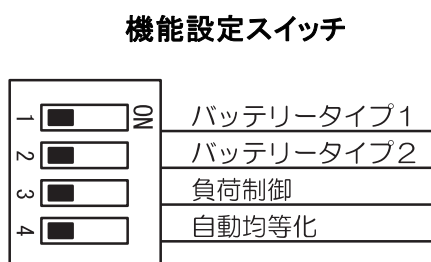 機能設定スイッチ
ON
1 バッテリータイプ1
2 バッテリータイプ2
3 負荷制御
4 自動均等化